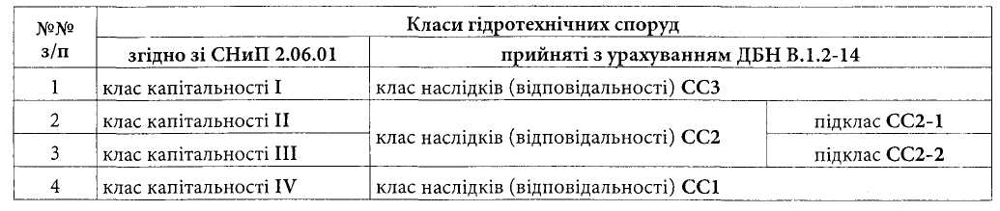 №№ з/п
Класи гідротехнічних споруд
згідно зі СНиП 2.06.01
прийняті з урахуванням ДБН В.1.2-14
1 клас капітальності I клас наслідків (відповідальності) СС3
2 клас капітальності II клас наслідків (відповідальності) СС2 підклас СС2-1
3 клас капітальності III підклас СС2-2
4 клас капітальності IV клас наслідків (відповідальності) СС1